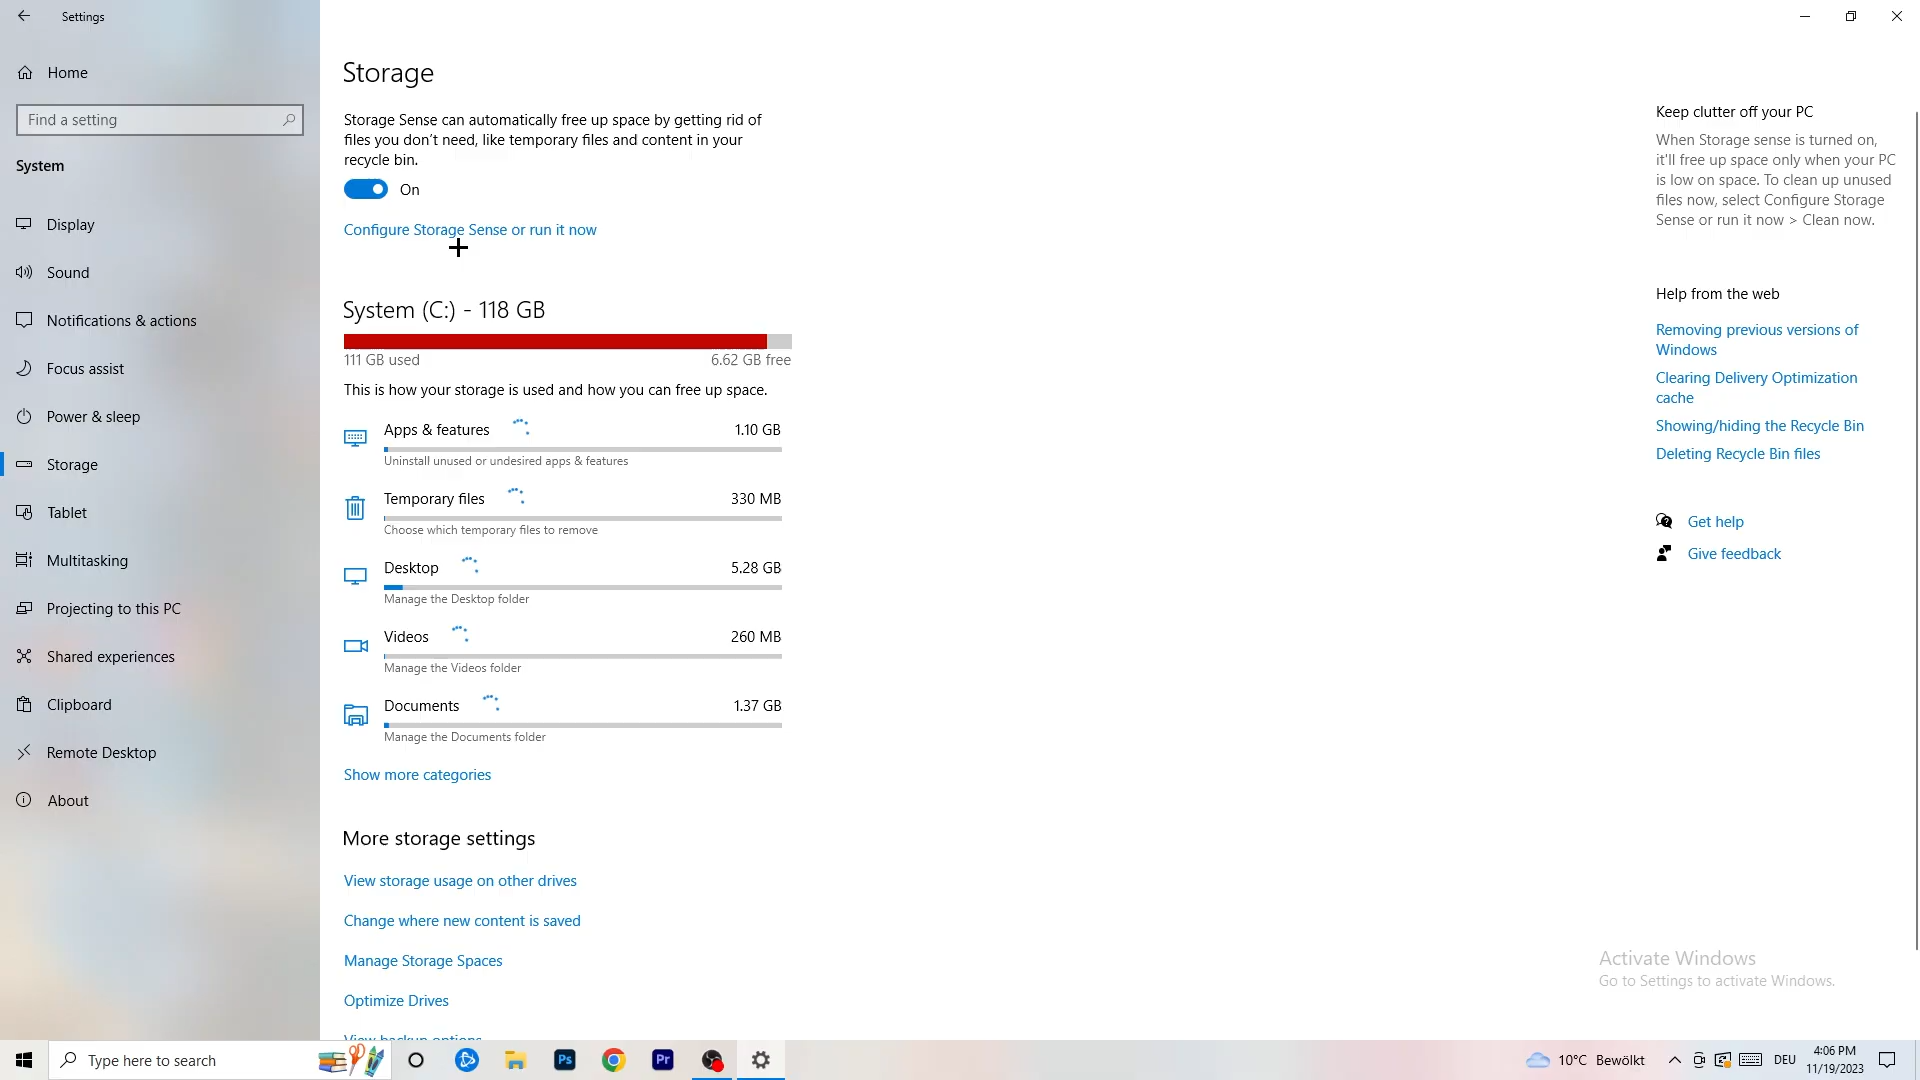 Settings
Home
Find a setting
System
Display
Sound
Notifications & actions
Focus assist
Power & sleep
Storage
Tablet
Multitasking
Projecting to this PC
Shared experiences
Clipboard
Remote Desktop
About
Storage
Storage Sense can automatically free up space by getting rid of
files you don’t need, like temporary files and content in your
recycle bin.
On
Configure Storage Sense or run it now
System (C:) - 118 GB
111 GB used
6.62 GB free
This is how your storage is used and how you can free up space.
Apps & features
1.10 GB
Uninstall unused or undesired apps & features
Temporary files
330 MB
Choose which temporary files to remove
Desktop
5.28 GB
Manage the Desktop folder
Videos
260 MB
Manage the Videos folder
Documents
1.37 GB
Manage the Documents folder
Show more categories
More storage settings
View storage usage on other drives
Change where new content is saved
Manage Storage Spaces
Optimize Drives
View backup options
Keep clutter off your PC
When Storage sense is turned on,
it'll free up space only when your PC
is low on space. To clean up unused
files now, select Configure Storage
Sense or run it now > Clean now.
Help from the web
Removing previous versions of
Windows
Clearing Delivery Optimization
cache
Showing/hiding the Recycle Bin
Deleting Recycle Bin files
Get help
Give feedback
Activate Windows
Go to Settings to activate Windows.
Type here to search
Ps
Pr
10°C Bewölkt
DEU
4:06 PM
11/19/2023